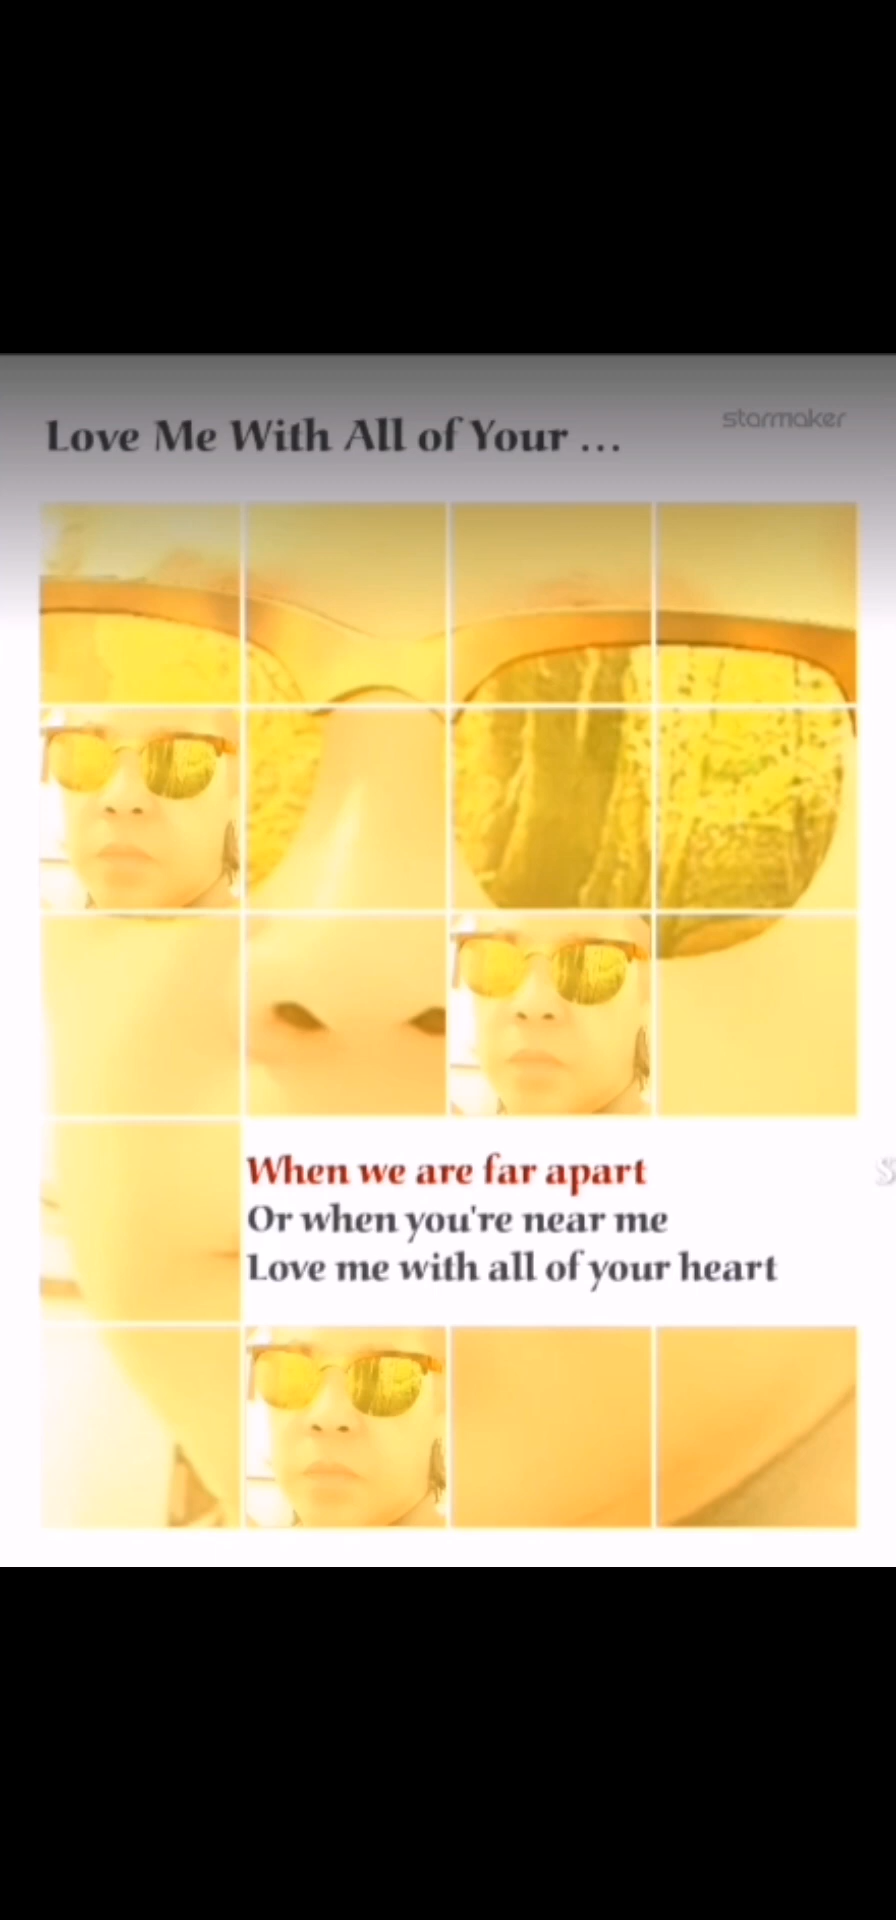 Love Me With All of Your ...
starmaker
When we are far apart
Or when you're near me
Love me with all of your heart
S